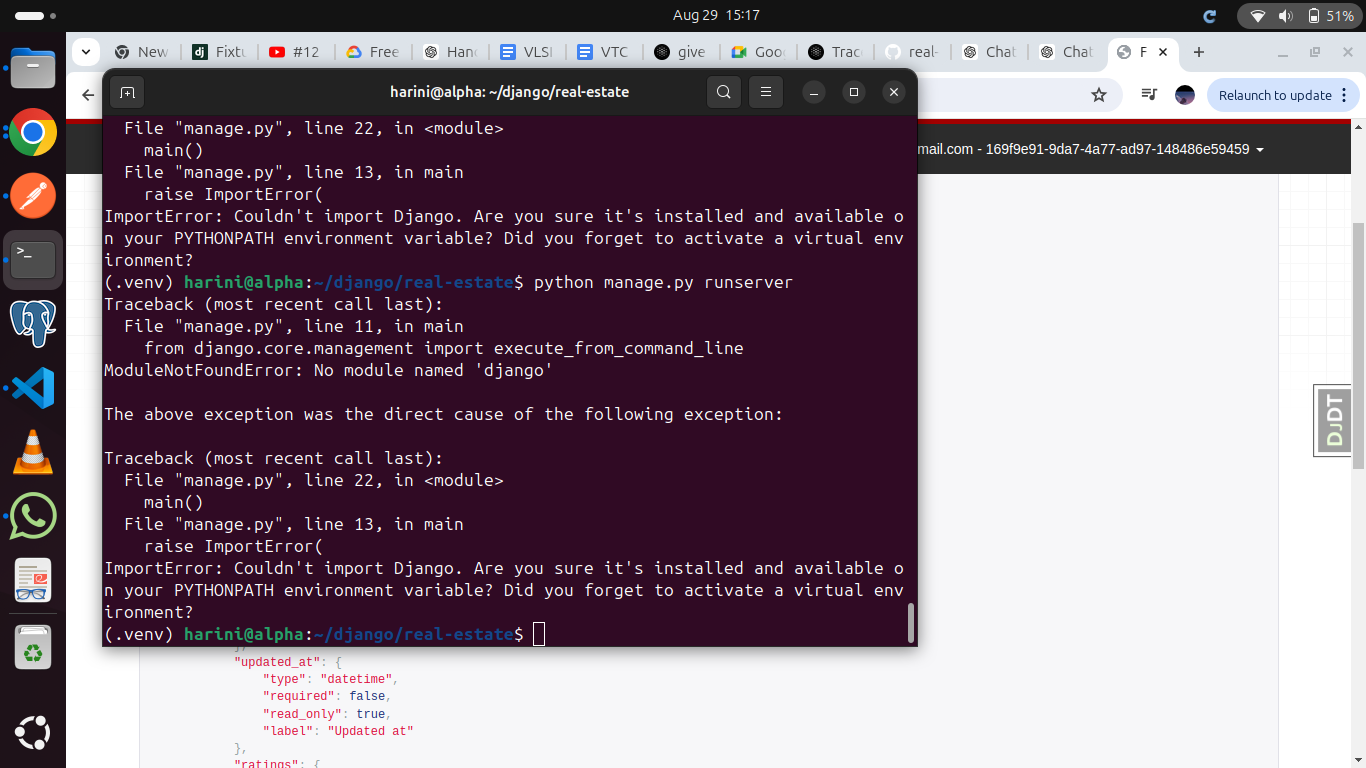 Aug 29 15:17
51%
New
Fixtu
#12
Free
Hand
VLSI
VTC
give
Goo
Trac
real-
Chat
Chat
F
Relaunch to update
harini@alpha: ~/django/real-estate
mail.com - 169f9e91-9da7-4a77-ad97-148486e59459
File "manage.py", line 22, in <module>
main()
File "manage.py", line 13, in main
raise ImportError(
ImportError: Couldn't import Django. Are you sure it's installed and available o
n your PYTHONPATH environment variable? Did you forget to activate a virtual env
ironment?
(.venv) harini@alpha:~/django/real-estate$ python manage.py runserver
Traceback (most recent call last):
File "manage.py", line 11, in main
from django.core.management import execute_from_command_line
ModuleNotFoundError: No module named 'django'
The above exception was the direct cause of the following exception:
Traceback (most recent call last):
File "manage.py", line 22, in <module>
main()
File "manage.py", line 13, in main
raise ImportError(
ImportError: Couldn't import Django. Are you sure it's installed and available o
n your PYTHONPATH environment variable? Did you forget to activate a virtual env
ironment?
(.venv) harini@alpha:~/django/real-estate$
DJDT
"updated_at": {
"type": "datetime",
"required": false,
"read_only": true,
"label": "Updated at"
},
"ratings": {